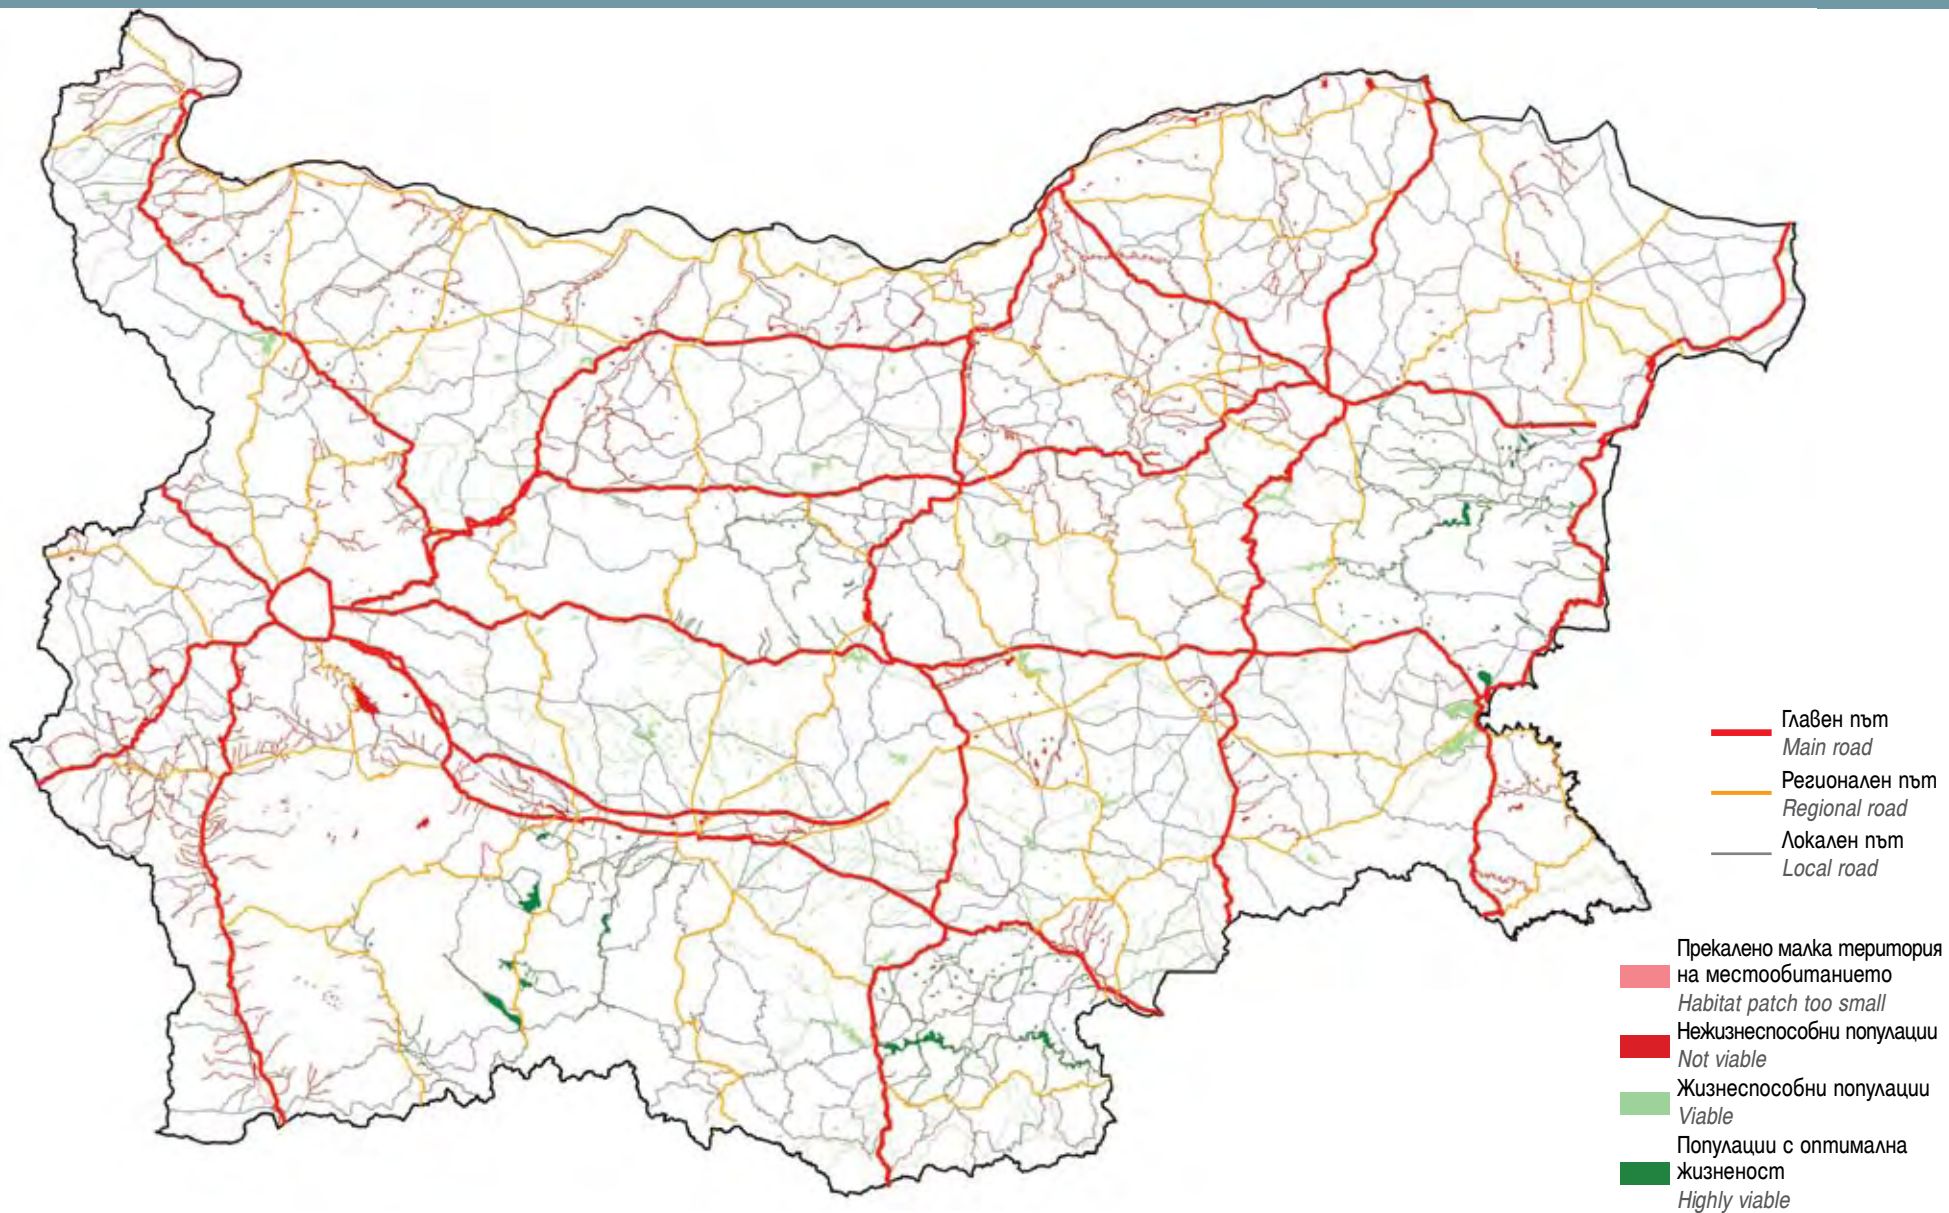 Главен път
Main road
Регионален път
Regional road
Локален път
Local road
Прекалено малка територия
на местообитанието
Habitat patch too small
Нежизнеспособни популации
Not viable
Жизнеспособни популации
Viable
Популации с оптимална
жизненост
Highly viable